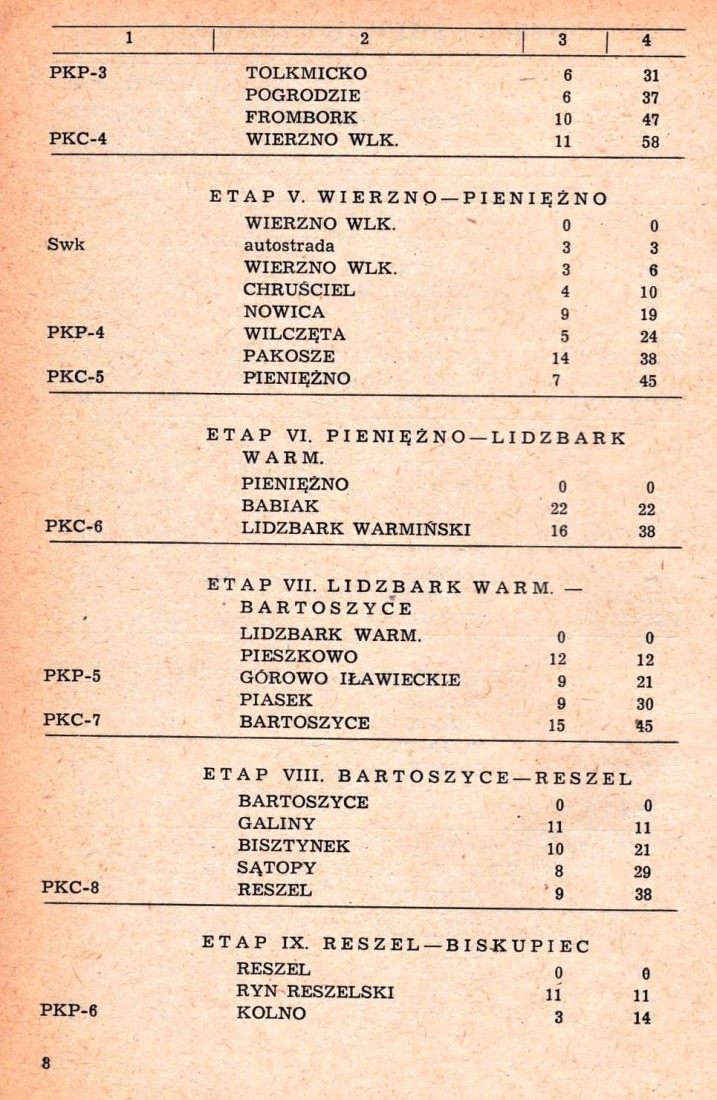 1 | 2 | 3 | 4
PKP-3 TOLKMICKO 6 31
POGRODZIE 6 37
FROMBORK 10 47
PKC-4 WIERZNO WLK. 11 58
ETAP V. WIERZNO—PIENIĘŻNO
WIERZNO WLK. 0 0
Swk autostrada 3 3
WIERZNO WLK. 3 6
CHRUŚCIEL 4 10
NOWICA 9 19
PKP-4 WILCZĘTA 5 24
PAKOSZE 14 38
PKC-5 PIENIĘŻNO 7 45
ETAP VI. PIENIĘŻNO—LIDZBARK
WARM.
PIENIĘŻNO 0 0
BABIAK 22 22
PKC-6 LIDZBARK WARMIŃSKI 16 38
ETAP VII. LIDZBARK WARM. —
BARTOSZYCE
LIDZBARK WARM. 0 0
PIESZKOWO 12 12
PKP-5 GÓROWO IŁAWIECKIE 9 21
PIASEK 9 30
PKC-7 BARTOSZYCE 15 45
ETAP VIII. BARTOSZYCE—RESZEL
BARTOSZYCE 0 0
GALINY 11 11
BISZTYNEK 10 21
SĄTOPY 8 29
PKC-8 RESZEL 9 38
ETAP IX. RESZEL—BISKUPIEC
RESZEL 0 0
RYN RESZELSKI 11 11
PKP-6 KOLNO 3 14
8